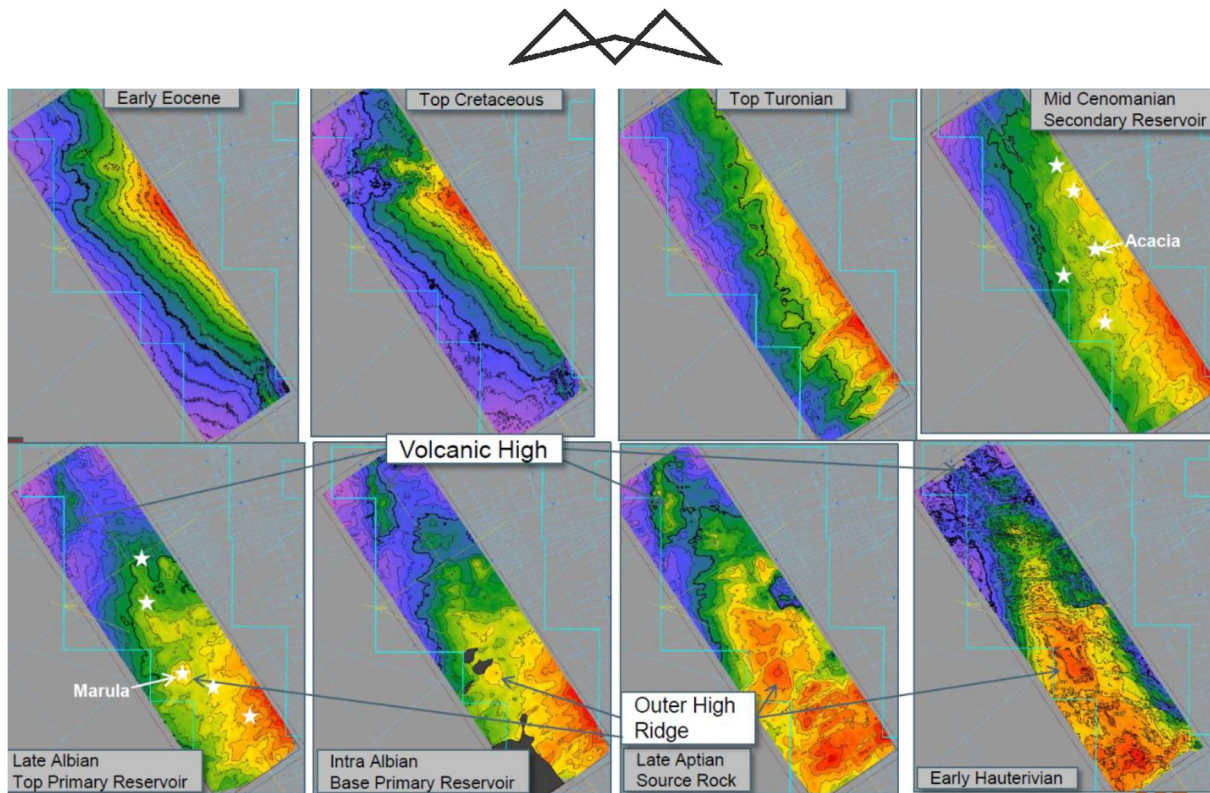 Early Eocene
Top Cretaceous
Top Turonian
Mid Cenomanian
Secondary Reservoir
Acacia
Volcanic High
Marula
Outer High
Ridge
Late Albian
Top Primary Reservoir
Intra Albian
Base Primary Reservoir
Late Aptian
Source Rock
Early Hauterivian